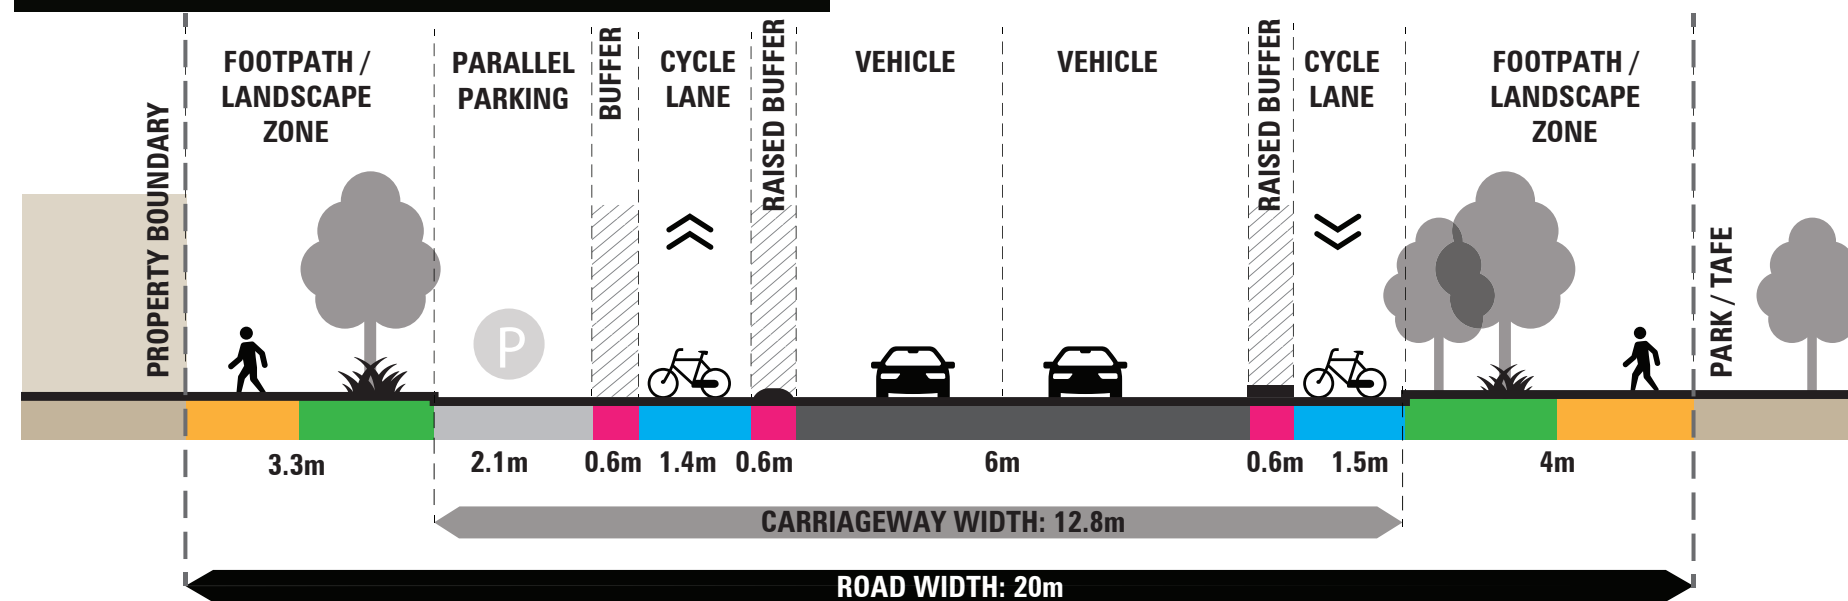 PROPERTY BOUNDARY
FOOTPATH /
LANDSCAPE
ZONE
PARALLEL
PARKING
BUFFER
CYCLE
LANE
RAISED BUFFER
VEHICLE
VEHICLE
RAISED BUFFER
CYCLE
LANE
FOOTPATH /
LANDSCAPE
ZONE
PARK / TAFE
P
3.3m
2.1m
0.6m
1.4m
0.6m
6m
0.6m
1.5m
4m
CARRIAGEWAY WIDTH: 12.8m
ROAD WIDTH: 20m